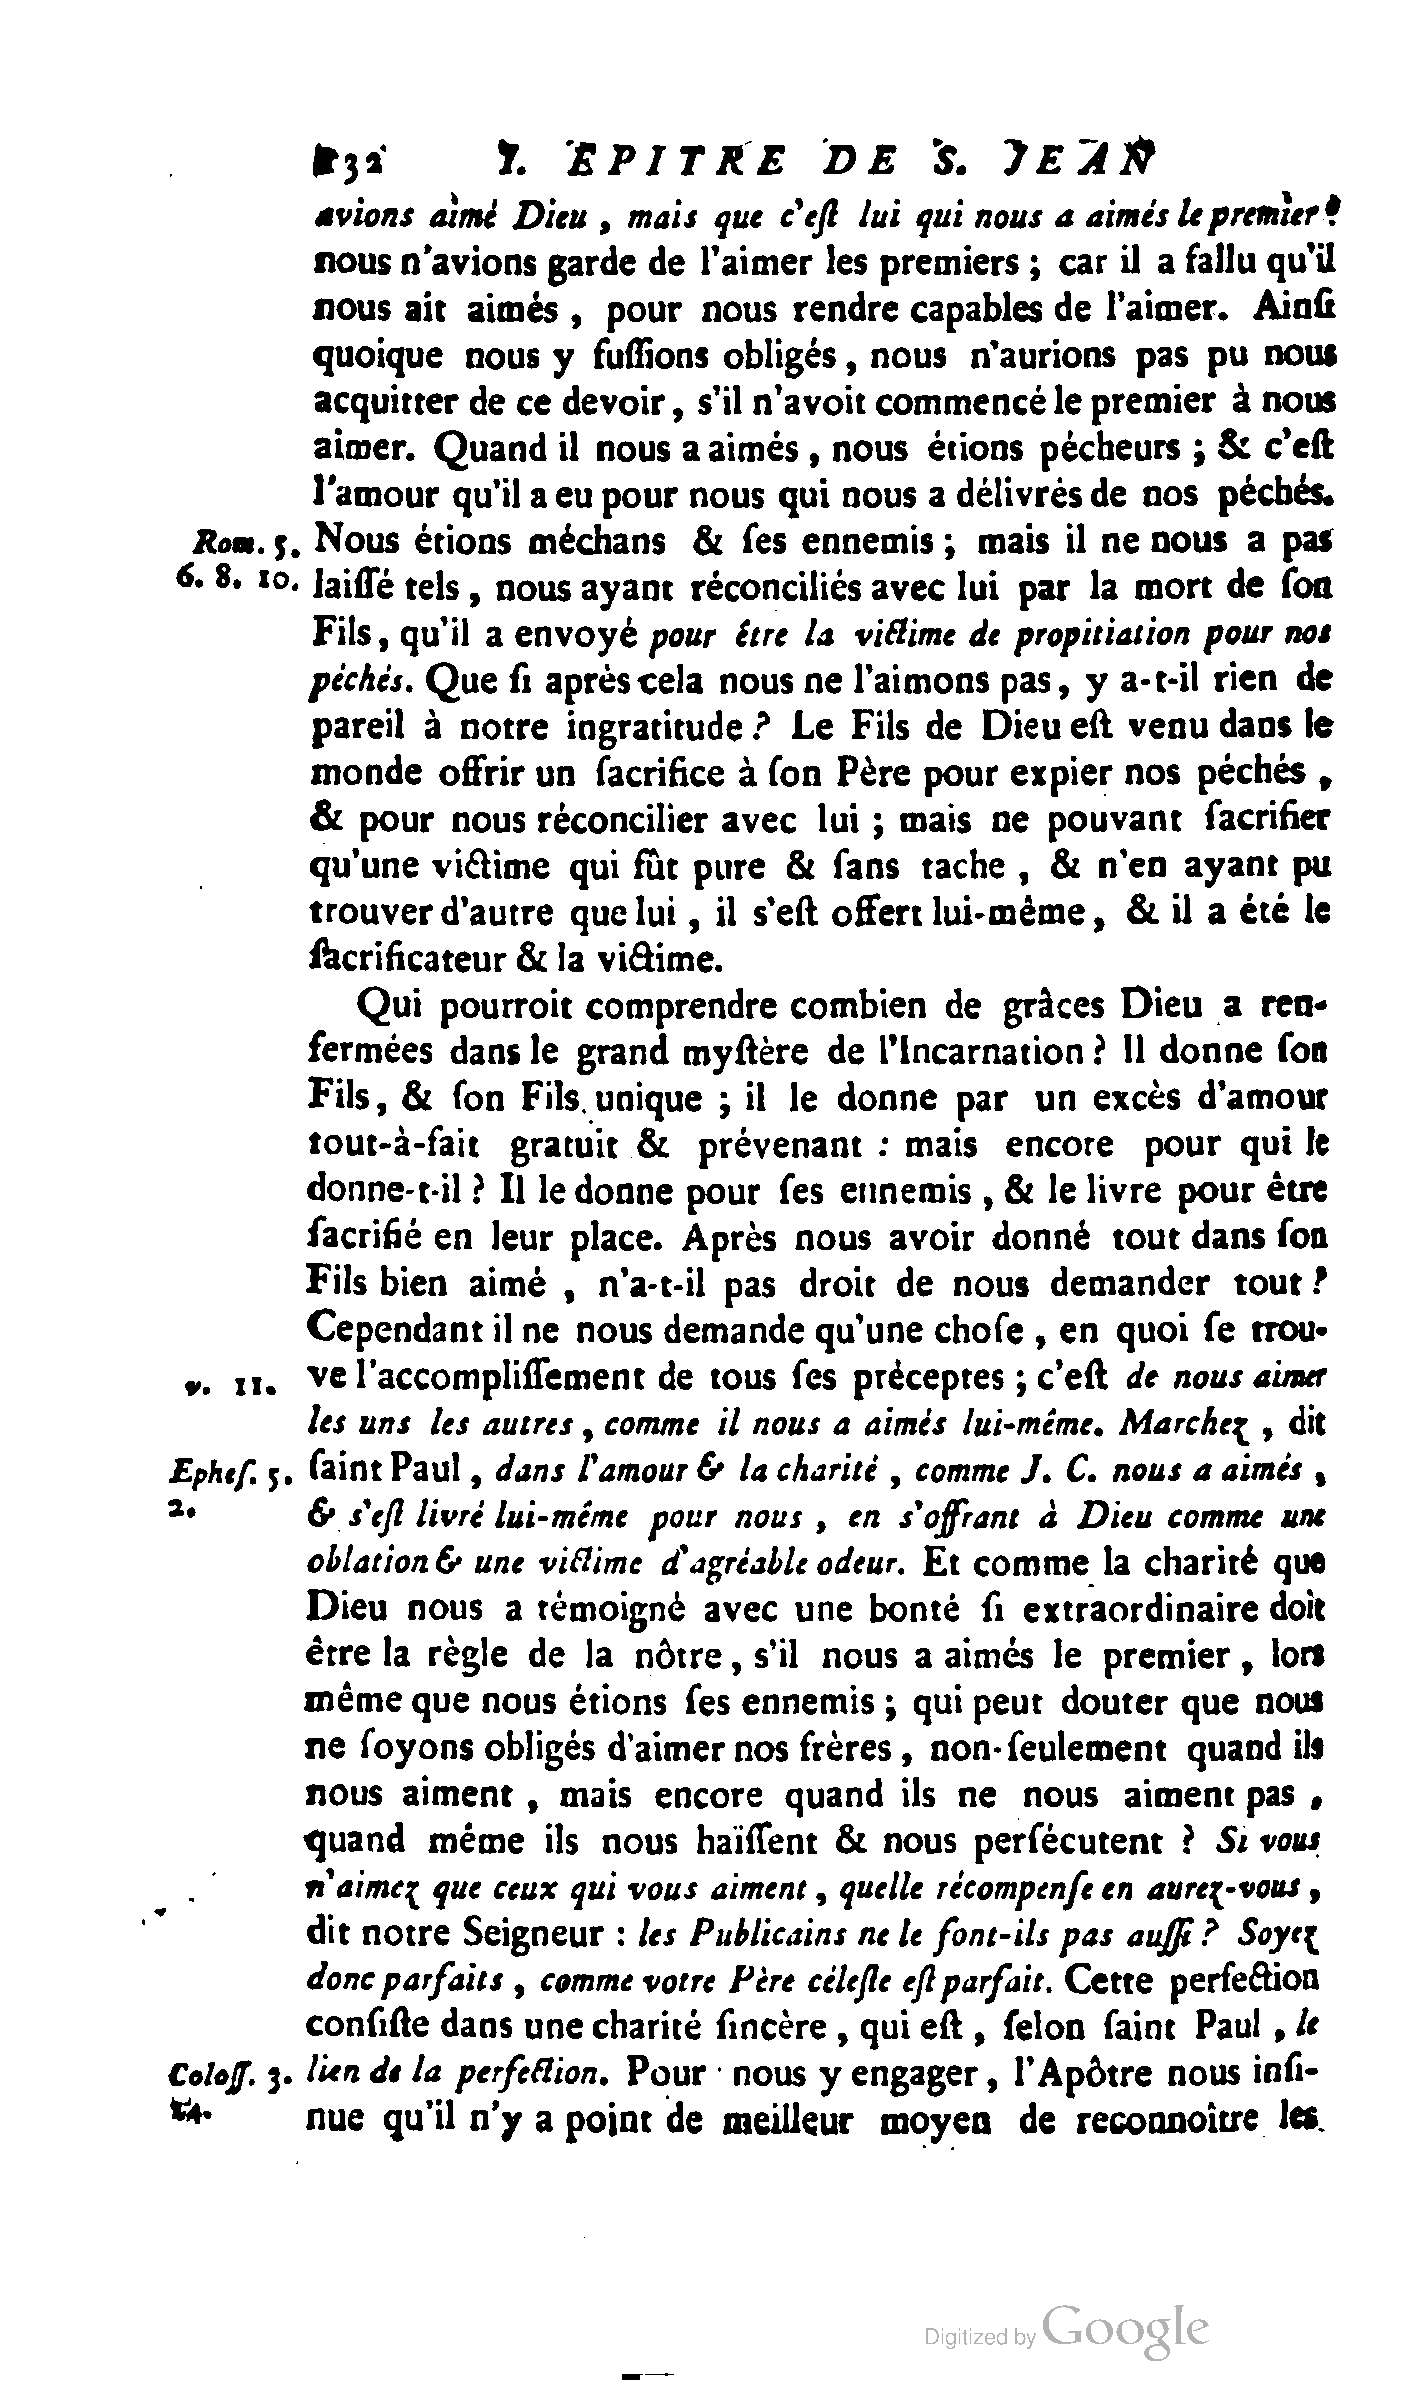 132 I. EPITRE DE S. JEAN
avions aimé Dieu, mais que c'eſt lui qui nous a aimés le premier :
nous n'avions garde de l'aimer les premiers ; car il a fallu qu'il
nous ait aimés, pour nous rendre capables de l'aimer. Ainſi
quoique nous y fuſſions obligés, nous n'aurions pas pu nous
acquitter de ce devoir, s'il n'avoit commencé le premier à nous
aimer. Quand il nous a aimés, nous étions pécheurs ; & c'eſt
l'amour qu'il a eu pour nous qui nous a délivrés de nos péchés.
Rom. 5. Nous étions méchans & ſes ennemis ; mais il ne nous a pas
6. 8. 10. laiſſé tels, nous ayant réconciliés avec lui par la mort de ſon
Fils, qu'il a envoyé pour être la victime de propitiation pour nos
péchés. Que ſi après cela nous ne l'aimons pas, y a-t-il rien de
pareil à notre ingratitude ? Le Fils de Dieu eſt venu dans le
monde offrir un ſacrifice à ſon Père pour expier nos péchés,
& pour nous réconcilier avec lui ; mais ne pouvant ſacrifier
qu'une victime qui fût pure & ſans tache, & n'en ayant pu
trouver d'autre que lui, il s'eſt offert lui-même, & il a été le
ſacrificateur & la victime.
Qui pourroit comprendre combien de grâces Dieu a ren-
fermées dans le grand myſtère de l'Incarnation ? Il donne ſon
Fils, & ſon Fils unique ; il le donne par un excès d'amour
tout-à-fait gratuit & prévenant : mais encore pour qui le
donne-t-il ? Il le donne pour ſes ennemis, & le livre pour être
ſacrifié en leur place. Après nous avoir donné tout dans ſon
Fils bien aimé, n'a-t-il pas droit de nous demander tout ?
Cependant il ne nous demande qu'une choſe, en quoi ſe trou-
v. 11. ve l'accompliſſement de tous ſes préceptes ; c'eſt de nous aimer
les uns les autres, comme il nous a aimés lui-même. Marchez, dit
Epheſ. 5. ſaint Paul, dans l'amour & la charité, comme J. C. nous a aimés,
2. & s'eſt livré lui-même pour nous, en s'offrant à Dieu comme une
oblation & une victime d'agréable odeur. Et comme la charité que
Dieu nous a témoigné avec une bonté ſi extraordinaire doit
être la règle de la nôtre, s'il nous a aimés le premier, lors
même que nous étions ſes ennemis ; qui peut douter que nous
ne ſoyons obligés d'aimer nos frères, non-ſeulement quand ils
nous aiment, mais encore quand ils ne nous aiment pas,
quand même ils nous haïſſent & nous perſécutent ? Si vous
n'aimez que ceux qui vous aiment, quelle récompenſe en aurez-vous,
dit notre Seigneur : les Publicains ne le font-ils pas auſſi ? Soyez
donc parfaits, comme votre Père céleſte eſt parfait. Cette perfection
conſiſte dans une charité ſincère, qui eſt, ſelon ſaint Paul, le
Coloſſ. 3. lien de la perfection. Pour nous y engager, l'Apôtre nous inſi-
14. nue qu'il n'y a point de meilleur moyen de reconnoître les
Digitized by Google